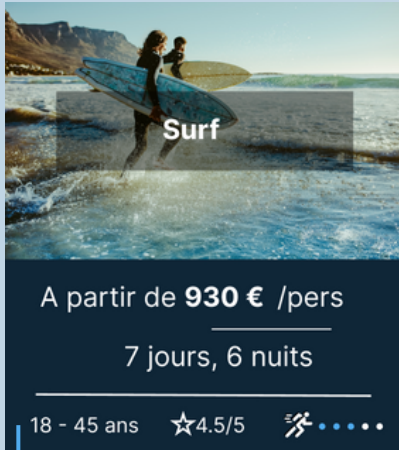 Surf
A partir de 930 € /pers
7 jours, 6 nuits
18 - 45 ans ☆4.5/5